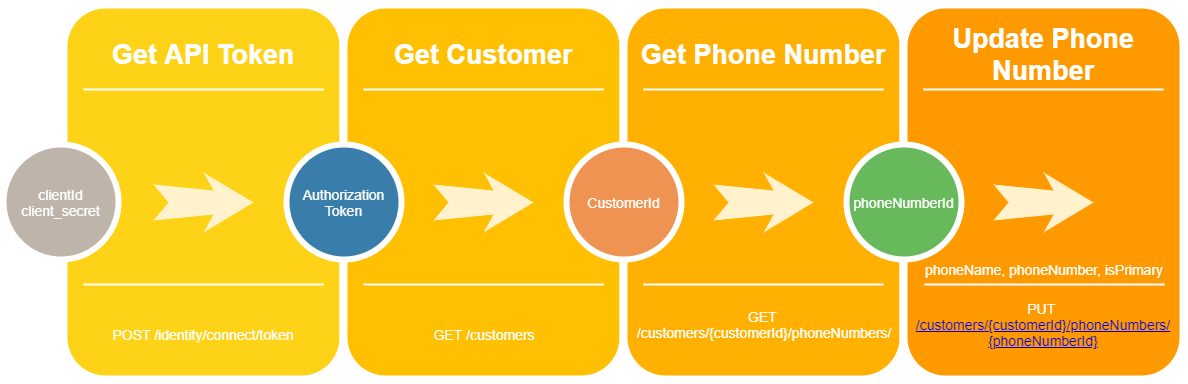 Get API Token
Get Customer
Get Phone Number
Update Phone
Number
clientId
client_secret
Authorization
Token
CustomerId
phoneNumberId
phoneName, phoneNumber, isPrimary
POST /identity/connect/token
GET /customers
GET
/customers/{customerId}/phoneNumbers/
PUT
/customers/{customerId}/phoneNumbers/
{phoneNumberId}